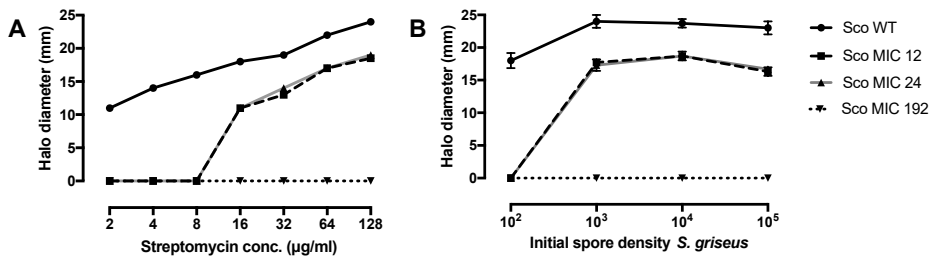 A
Halo diameter (mm)
25
20
15
10
5
0
2 4 8 16 32 64 128
Streptomycin conc. (µg/ml)
B
Halo diameter (mm)
25
20
15
10
5
0
10² 10³ 10⁴ 10⁵
Initial spore density S. griseus
Sco WT
Sco MIC 12
Sco MIC 24
Sco MIC 192